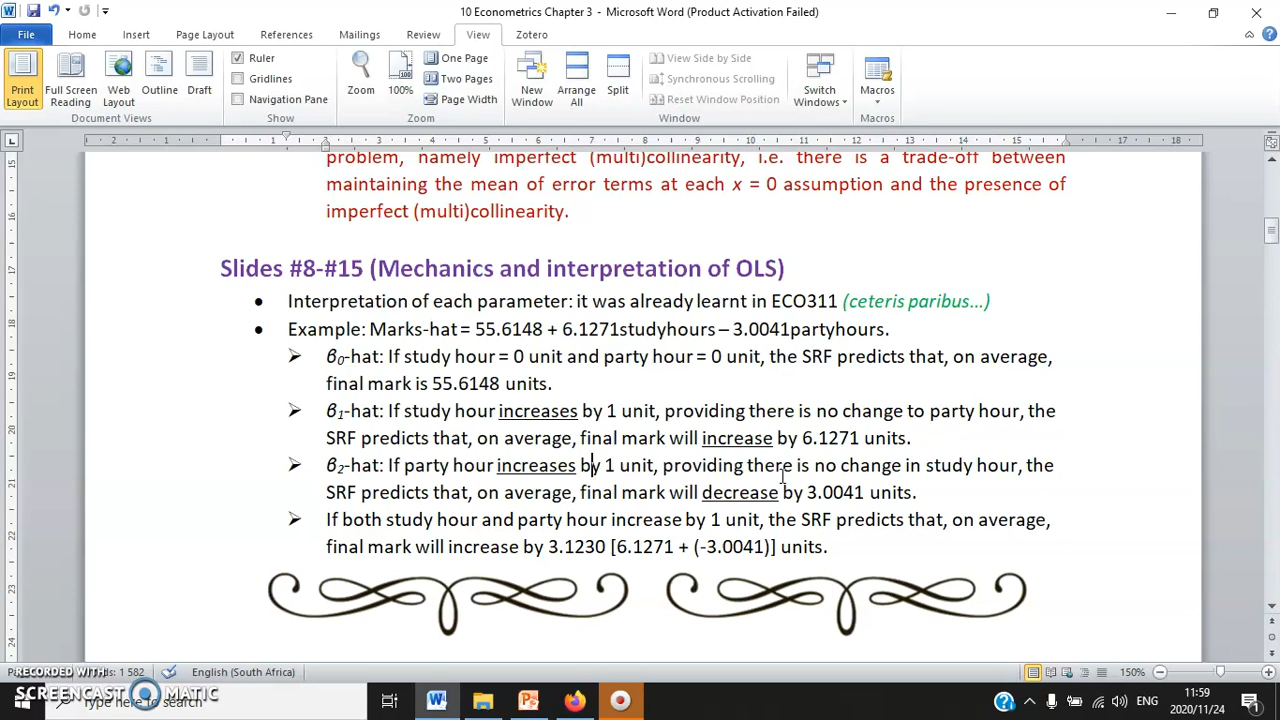 10 Econometrics Chapter 3 - Microsoft Word (Product Activation Failed)
File Home Insert Page Layout References Mailings Review View Zotero
Print Layout
Full Screen Reading
Web Layout
Outline
Draft
Document Views
Ruler
Gridlines
Navigation Pane
Show
Zoom
100%
One Page
Two Pages
Page Width
Zoom
New Window
Arrange All
Split
View Side by Side
Synchronous Scrolling
Reset Window Position
Window
Switch Windows
Macros
Macros
problem, namely imperfect (multi)collinearity, i.e. there is a trade-off between
maintaining the mean of error terms at each x = 0 assumption and the presence of
imperfect (multi)collinearity.
Slides #8-#15 (Mechanics and interpretation of OLS)
● Interpretation of each parameter: it was already learnt in ECO311 (ceteris paribus...)
● Example: Marks-hat = 55.6148 + 6.1271studyhours – 3.0041partyhours.
➢ β0-hat: If study hour = 0 unit and party hour = 0 unit, the SRF predicts that, on average,
final mark is 55.6148 units.
➢ β1-hat: If study hour increases by 1 unit, providing there is no change to party hour, the
SRF predicts that, on average, final mark will increase by 6.1271 units.
➢ β2-hat: If party hour increases by 1 unit, providing there is no change in study hour, the
SRF predicts that, on average, final mark will decrease by 3.0041 units.
➢ If both study hour and party hour increase by 1 unit, the SRF predicts that, on average,
final mark will increase by 3.1230 [6.1271 + (-3.0041)] units.
RECORDED WITH
SCREENCAST MATIC
1 582
English (South Africa)
150%
Type here to search
ENG
11:59
2020/11/24